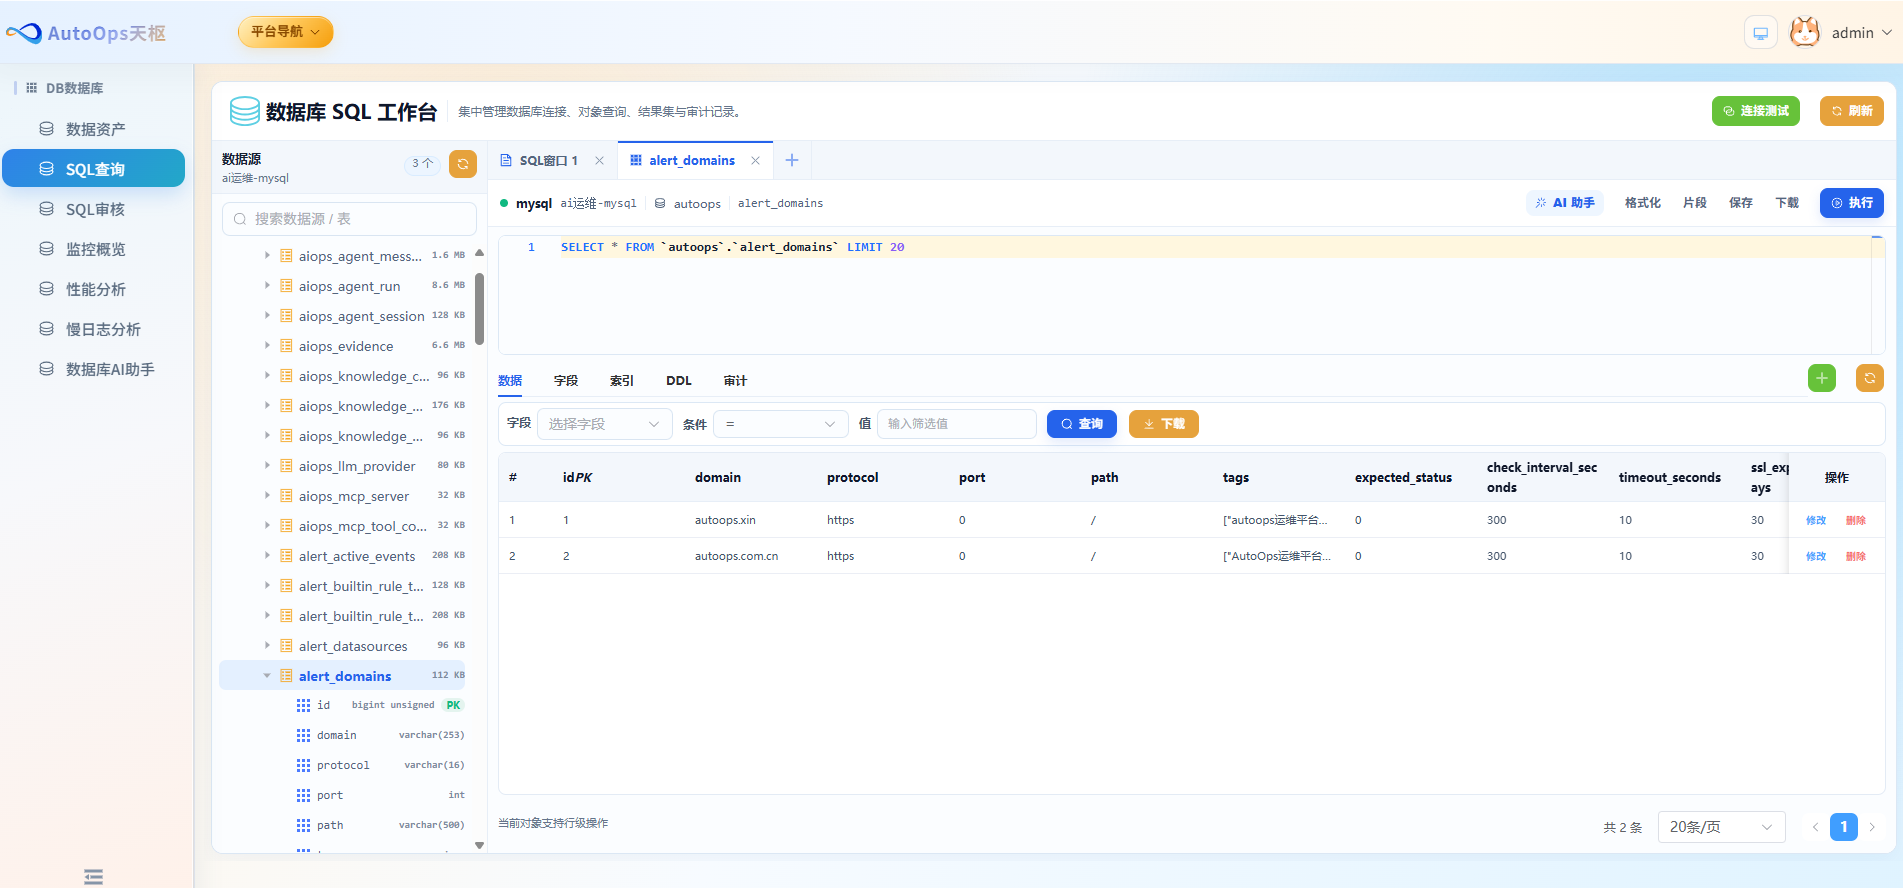 AutoOps天枢
平台导航
admin
DB数据库
数据资产
SQL查询
SQL审核
监控概览
性能分析
慢日志分析
数据库AI助手
数据库 SQL 工作台
集中管理数据库连接、对象查询、结果集与审计记录。
连接测试
刷新
数据源
ai运维-mysql
3 个
搜索数据源 / 表
aiops_agent_mess... 1.6 MB
aiops_agent_run 8.6 MB
aiops_agent_session 128 KB
aiops_evidence 6.6 MB
aiops_knowledge_c... 96 KB
aiops_knowledge_... 176 KB
aiops_knowledge_... 96 KB
aiops_llm_provider 80 KB
aiops_mcp_server 32 KB
aiops_mcp_tool_co... 32 KB
alert_active_events 208 KB
alert_builtin_rule_t... 128 KB
alert_builtin_rule_t... 208 KB
alert_datasources 96 KB
alert_domains 112 KB
id bigint unsigned PK
domain varchar(253)
protocol varchar(16)
port int
path varchar(500)
SQL窗口 1
alert_domains
mysql ai运维-mysql autoops alert_domains
AI 助手 格式化 片段 保存 下载 执行
1 SELECT * FROM `autoops`.`alert_domains` LIMIT 20
数据 字段 索引 DDL 审计
字段 选择字段 条件 = 值 输入筛选值 查询 下载
# idPK domain protocol port path tags expected_status check_interval_sec timeout_seconds ssl_exp 操作
onds ays
1 1 autoops.xin https 0 / ["autoops运维平台... 0 300 10 30 修改 删除
2 2 autoops.com.cn https 0 / ["AutoOps运维平台... 0 300 10 30 修改 删除
当前对象支持行级操作
共 2 条 20条/页 1